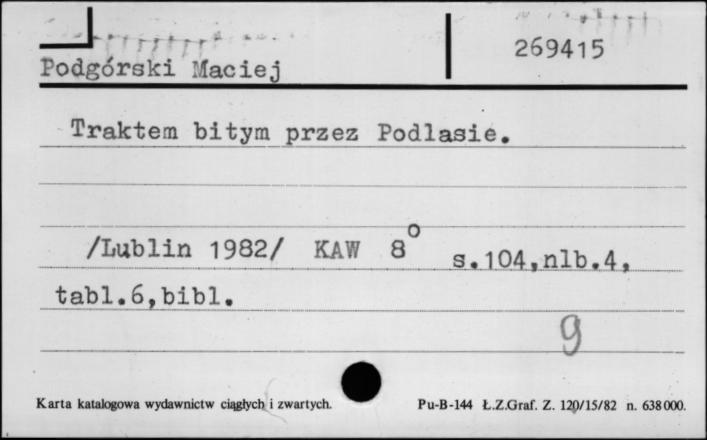 269415
Podgórski Maciej
Traktem bitym przez Podlasie.
/Lublin 1982/ KAW 8° s.104,nlb.4,
tabl.6,bibl.
9
Karta katalogowa wydawnictw ciągłych i zwartych. Pu-B-144 Ł.Z.Graf. Z. 120/15/82 n. 638000.